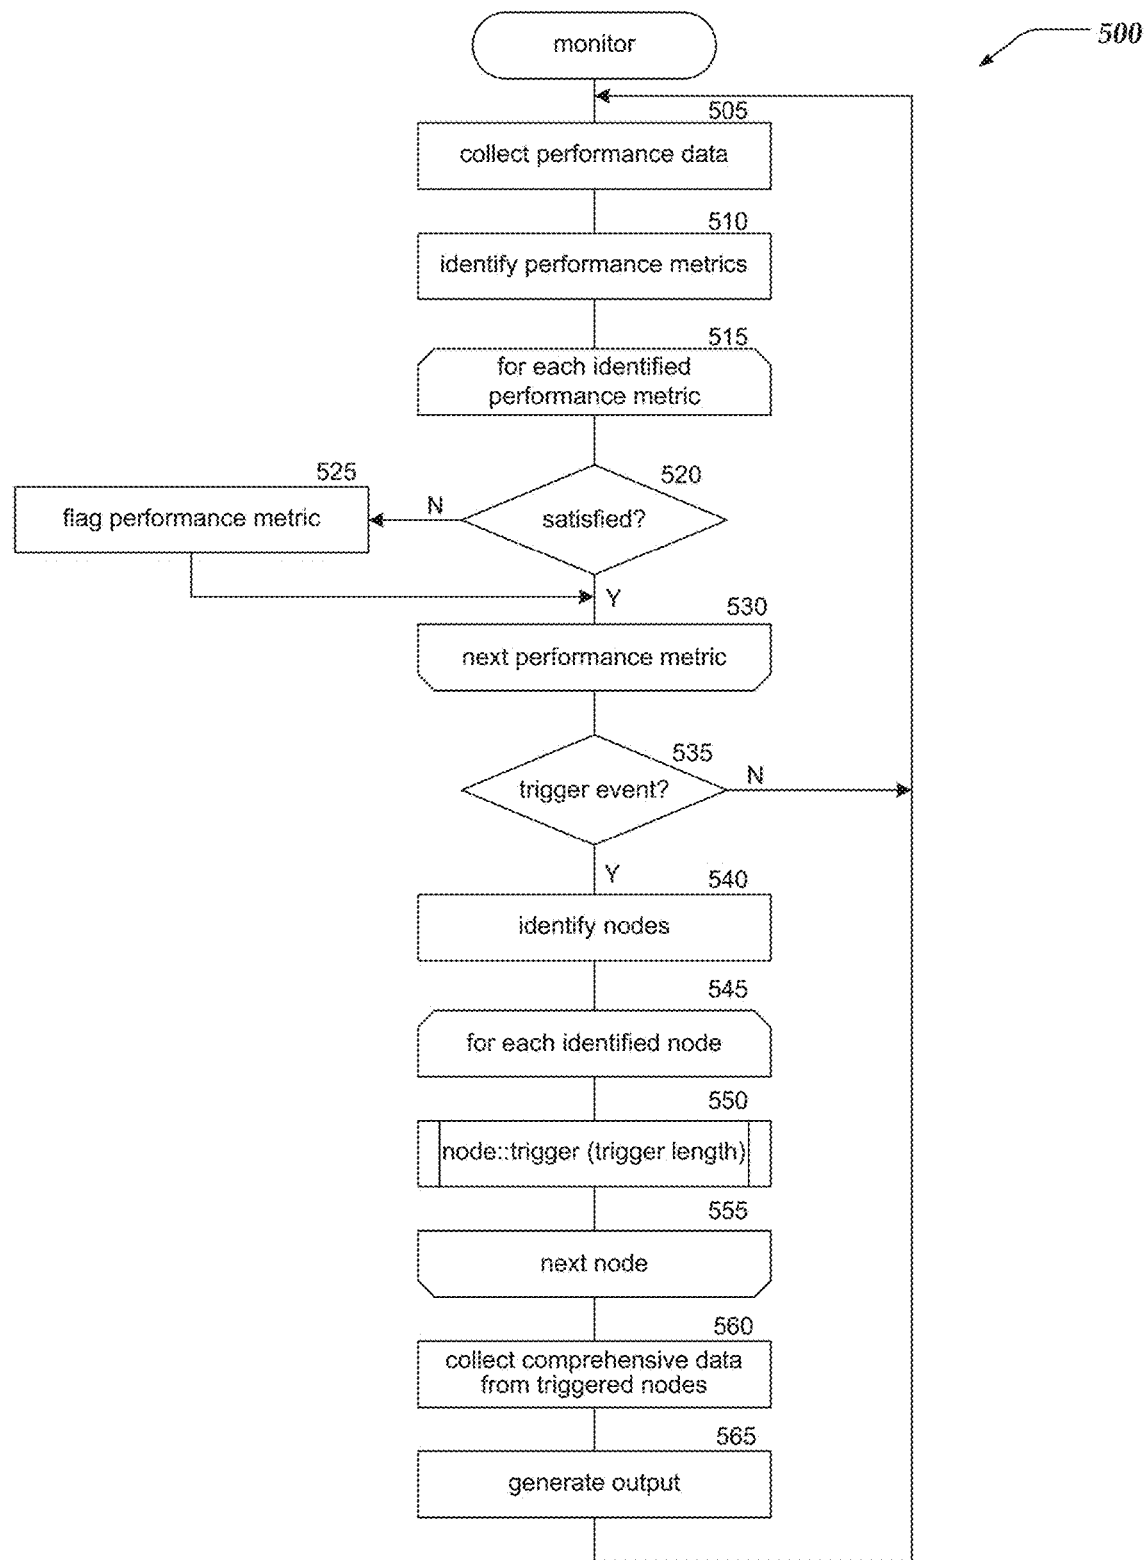 monitor
500
505
collect performance data
510
identify performance metrics
515
for each identified
performance metric
520
satisfied?
N
525
flag performance metric
Y
530
next performance metric
535
trigger event?
N
Y
540
identify nodes
545
for each identified node
550
node::trigger (trigger length)
555
next node
560
collect comprehensive data
from triggered nodes
565
generate output